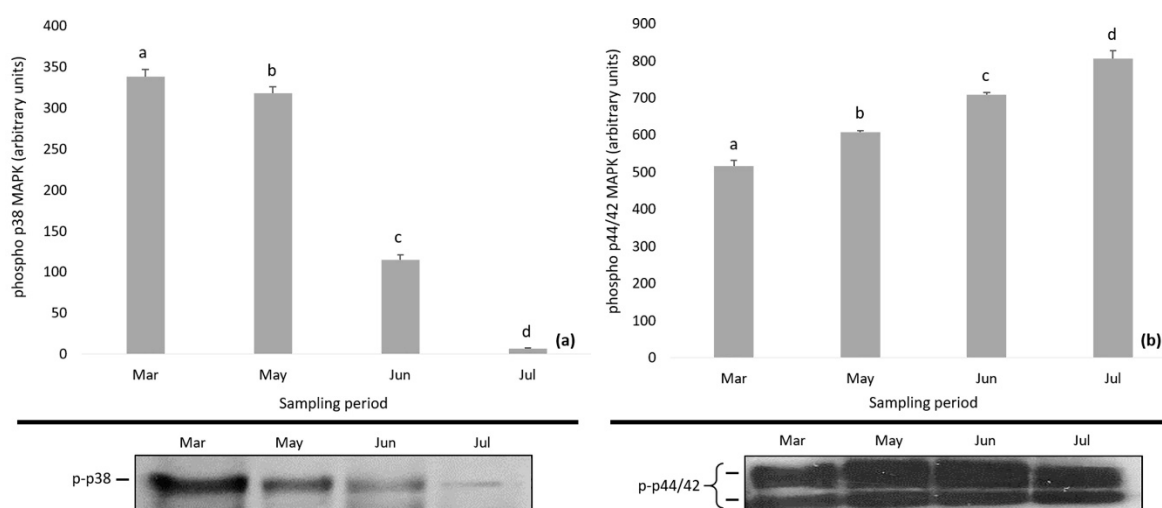 phospho p38 MAPK (arbitrary units)
400
350
300
250
200
150
100
50
0
a
b
c
d
(a)
Mar May Jun Jul
Sampling period
Mar May Jun Jul
p-p38
phospho p44/42 MAPK (arbitrary units)
900
800
700
600
500
400
300
200
100
0
a
b
c
d
(b)
Mar May Jun Jul
Sampling period
Mar May Jun Jul
p-p44/42